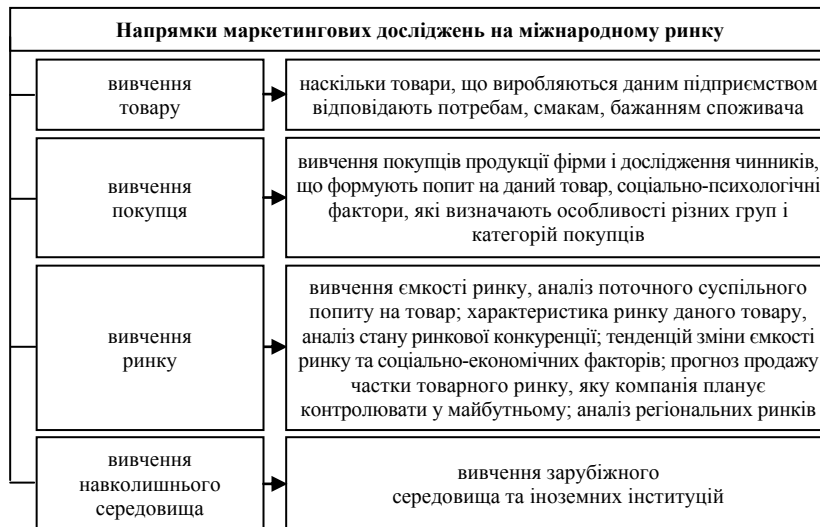 Напрямки маркетингових досліджень на міжнародному ринку
вивчення
товару
наскільки товари, що виробляються даним підприємством
відповідають потребам, смакам, бажанням споживача
вивчення
покупця
вивчення покупців продукції фірми і дослідження чинників,
що формують попит на даний товар, соціально-психологічні
фактори, які визначають особливості різних груп і
категорій покупців
вивчення
ринку
вивчення ємкості ринку, аналіз поточного суспільного
попиту на товар; характеристика ринку даного товару,
аналіз стану ринкової конкуренції; тенденцій зміни ємкості
ринку та соціально-економічних факторів; прогноз продажу
частки товарного ринку, яку компанія планує
контролювати у майбутньому; аналіз регіональних ринків
вивчення
навколишнього
середовища
вивчення зарубіжного
середовища та іноземних інституцій